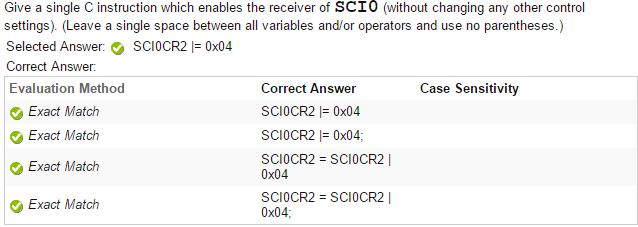 Give a single C instruction which enables the receiver of SCI0 (without changing any other control
settings). (Leave a single space between all variables and/or operators and use no parentheses.)
Selected Answer: SCI0CR2 |= 0x04
Correct Answer:
Evaluation Method Correct Answer Case Sensitivity
Exact Match SCI0CR2 |= 0x04
Exact Match SCI0CR2 |= 0x04;
Exact Match SCI0CR2 = SCI0CR2 |
0x04
Exact Match SCI0CR2 = SCI0CR2 |
0x04;